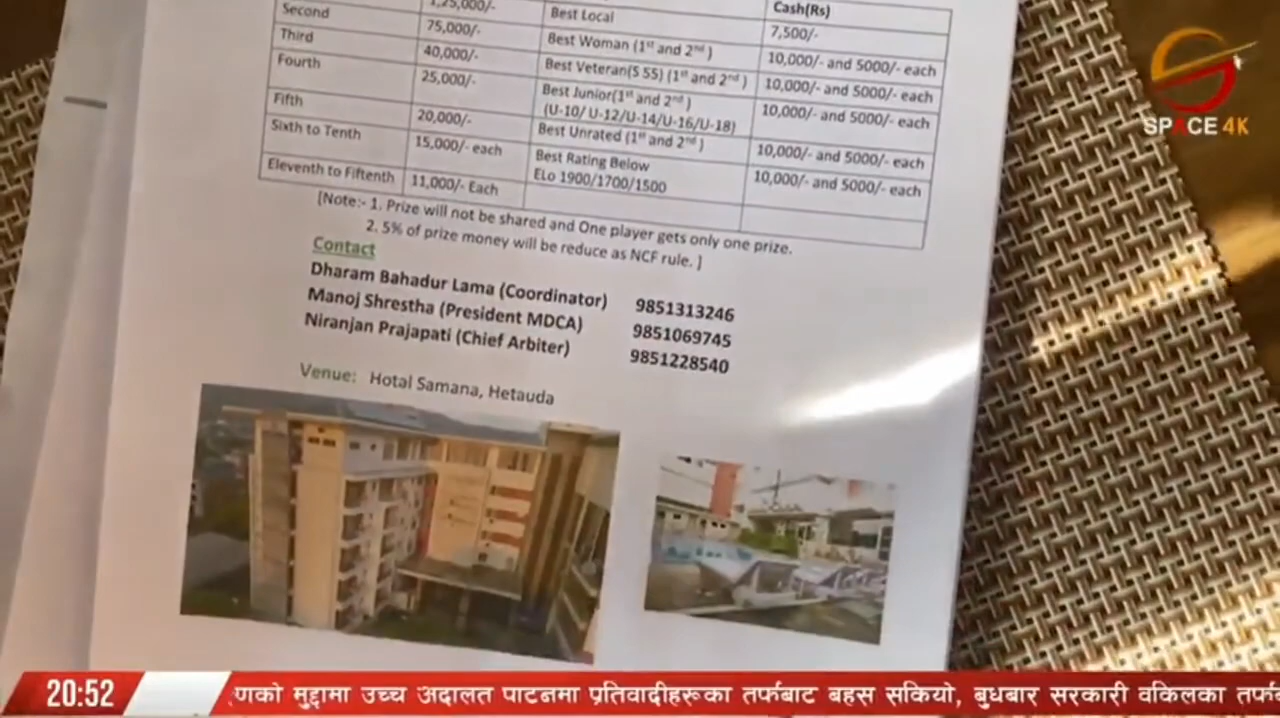 Cash(Rs)
Second 1,25,000/- Best Local 7,500/-
Third 75,000/- Best Woman (1st and 2nd) 10,000/- and 5000/- each
Fourth 40,000/- Best Veteran(S 55) (1st and 2nd) 10,000/- and 5000/- each
25,000/- Best Junior(1st and 2nd) 10,000/- and 5000/- each
(U-10/ U-12/U-14/U-16/U-18)
Fifth 20,000/- Best Unrated (1st and 2nd) 10,000/- and 5000/- each
Sixth to Tenth 15,000/- each Best Rating Below 10,000/- and 5000/- each
ELo 1900/1700/1500
Eleventh to Fiftenth 11,000/- Each
[Note:- 1. Prize will not be shared and One player gets only one prize.
2. 5% of prize money will be reduce as NCF rule. ]
Contact
Dharam Bahadur Lama (Coordinator) 9851313246
Manoj Shrestha (President MDCA) 9851069745
Niranjan Prajapati (Chief Arbiter) 9851228540
Venue: Hotal Samana, Hetauda
SPACE 4K
20:52 णको मुद्दामा उच्च अदालत पाटनमा प्रतिवादीहरूका तर्फबाट बहस सकियो, बुधबार सरकारी वकिलका तर्फ